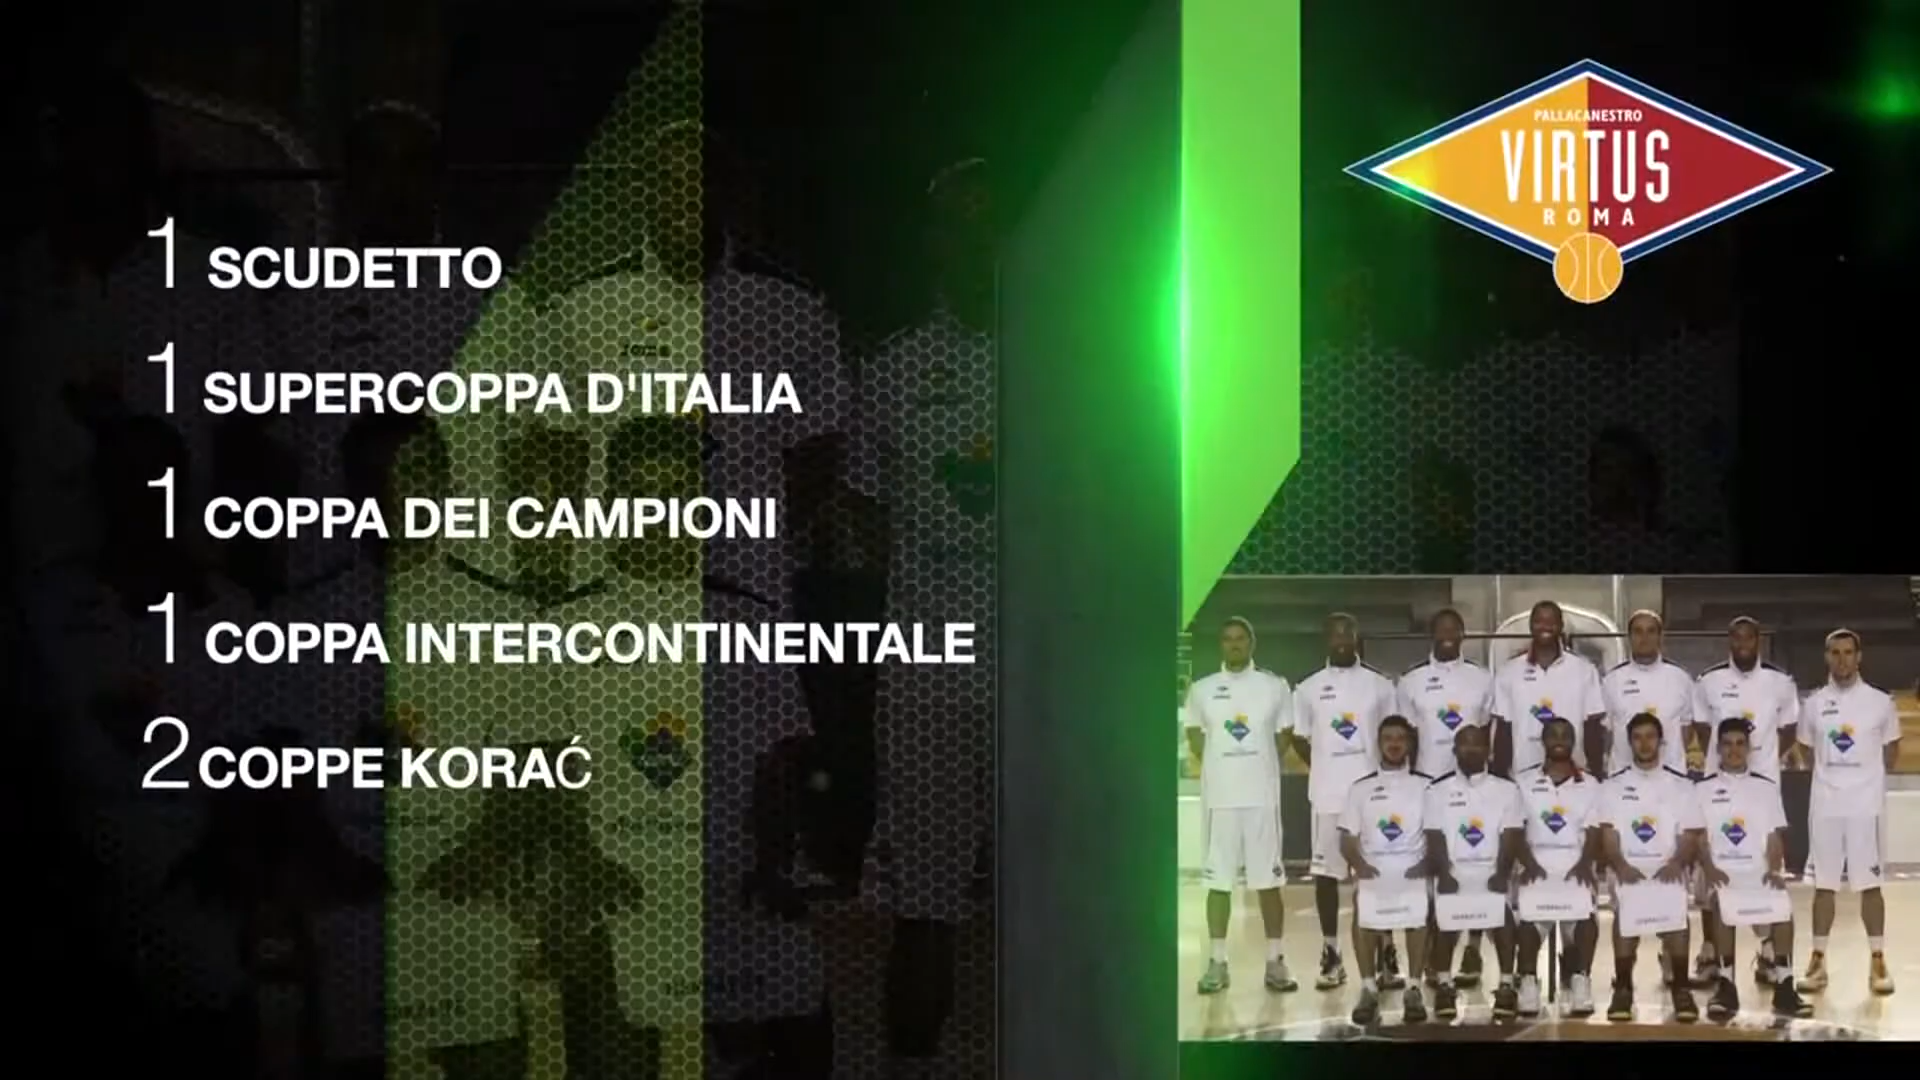 PALLACANESTRO
VIRTUS
ROMA
1 SCUDETTO
1 SUPERCOPPA D'ITALIA
1 COPPA DEI CAMPIONI
1 COPPA INTERCONTINENTALE
2 COPPE KORAĆ